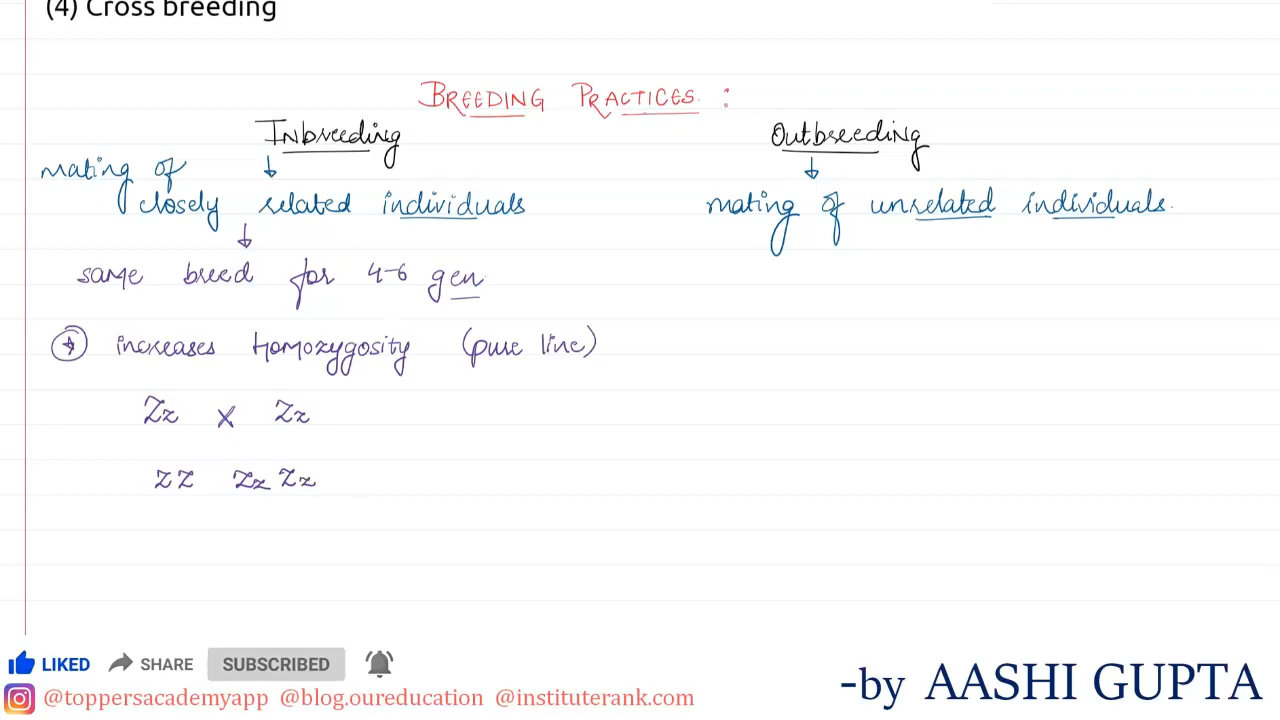 (4) Cross breeding
BREEDING PRACTICES :
Inbreeding
Outbreeding
mating of
closely related individuals
mating of unrelated individuals.
same breed for 4-6 gen
increases Homozygosity (pure line)
Zz x Zz
ZZ Zz Zz
LIKED SHARE SUBSCRIBED
@toppersacademyapp @blog.oureducation @instituterank.com
-by AASHI GUPTA